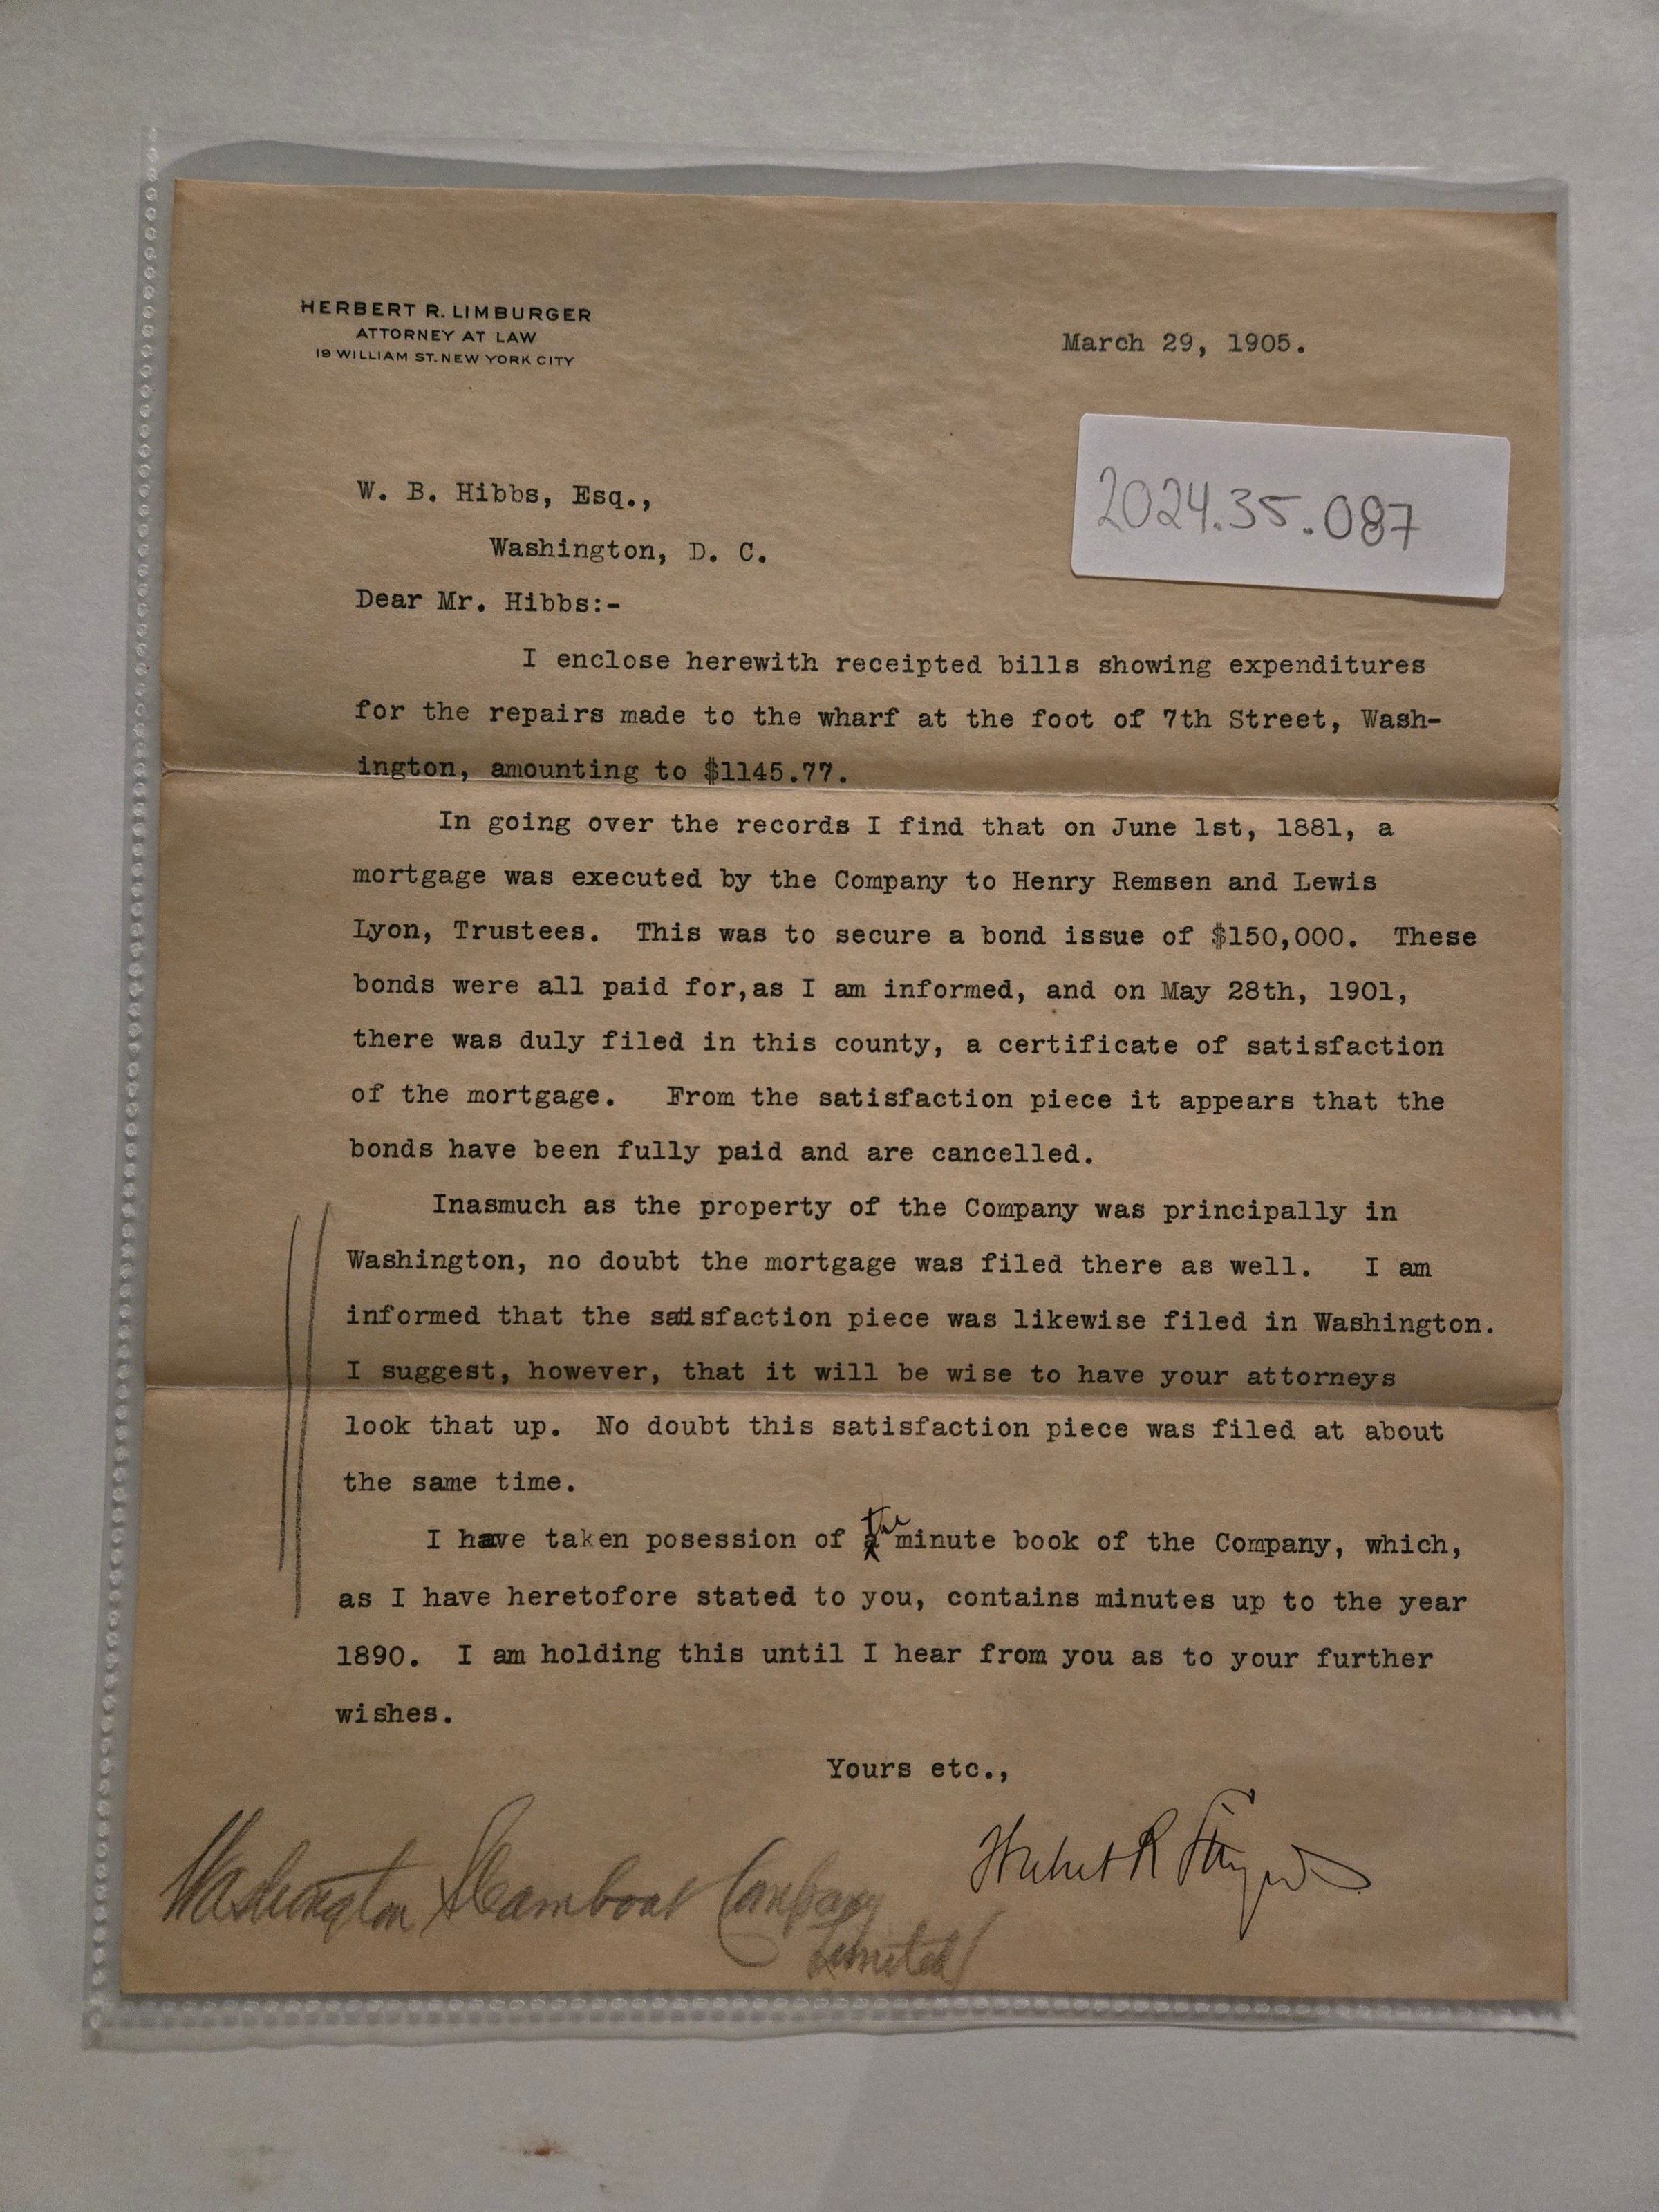 HERBERT R. LIMBURGER
ATTORNEY AT LAW
19 WILLIAM ST. NEW YORK CITY
March 29, 1905.
2024.35.087
W. B. Hibbs, Esq.,
Washington, D. C.
Dear Mr. Hibbs:-
I enclose herewith receipted bills showing expenditures
for the repairs made to the wharf at the foot of 7th Street, Wash-
ington, amounting to $1145.77.
In going over the records I find that on June 1st, 1881, a
mortgage was executed by the Company to Henry Remsen and Lewis
Lyon, Trustees. This was to secure a bond issue of $150,000. These
bonds were all paid for,as I am informed, and on May 28th, 1901,
there was duly filed in this county, a certificate of satisfaction
of the mortgage. From the satisfaction piece it appears that the
bonds have been fully paid and are cancelled.
Inasmuch as the property of the Company was principally in
Washington, no doubt the mortgage was filed there as well. I am
informed that the satisfaction piece was likewise filed in Washington.
I suggest, however, that it will be wise to have your attorneys
look that up. No doubt this satisfaction piece was filed at about
the same time.
I have taken posession of the minute book of the Company, which,
as I have heretofore stated to you, contains minutes up to the year
1890. I am holding this until I hear from you as to your further
wishes.
Yours etc.,
Herbert R Limburger
Washington Steamboat Company
Limited